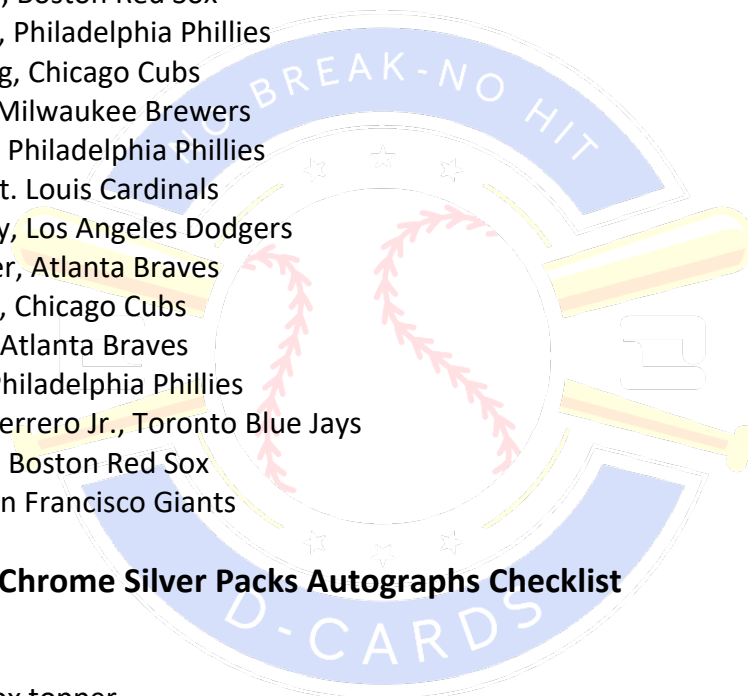 , Boston Red Sox
, Philadelphia Phillies
g, Chicago Cubs
Milwaukee Brewers
, Philadelphia Phillies
t. Louis Cardinals
y, Los Angeles Dodgers
er, Atlanta Braves
, Chicago Cubs
Atlanta Braves
Philadelphia Phillies
errero Jr., Toronto Blue Jays
, Boston Red Sox
n Francisco Giants
Chrome Silver Packs Autographs Checklist
NO BREAK-NO HIT
D-CARDS